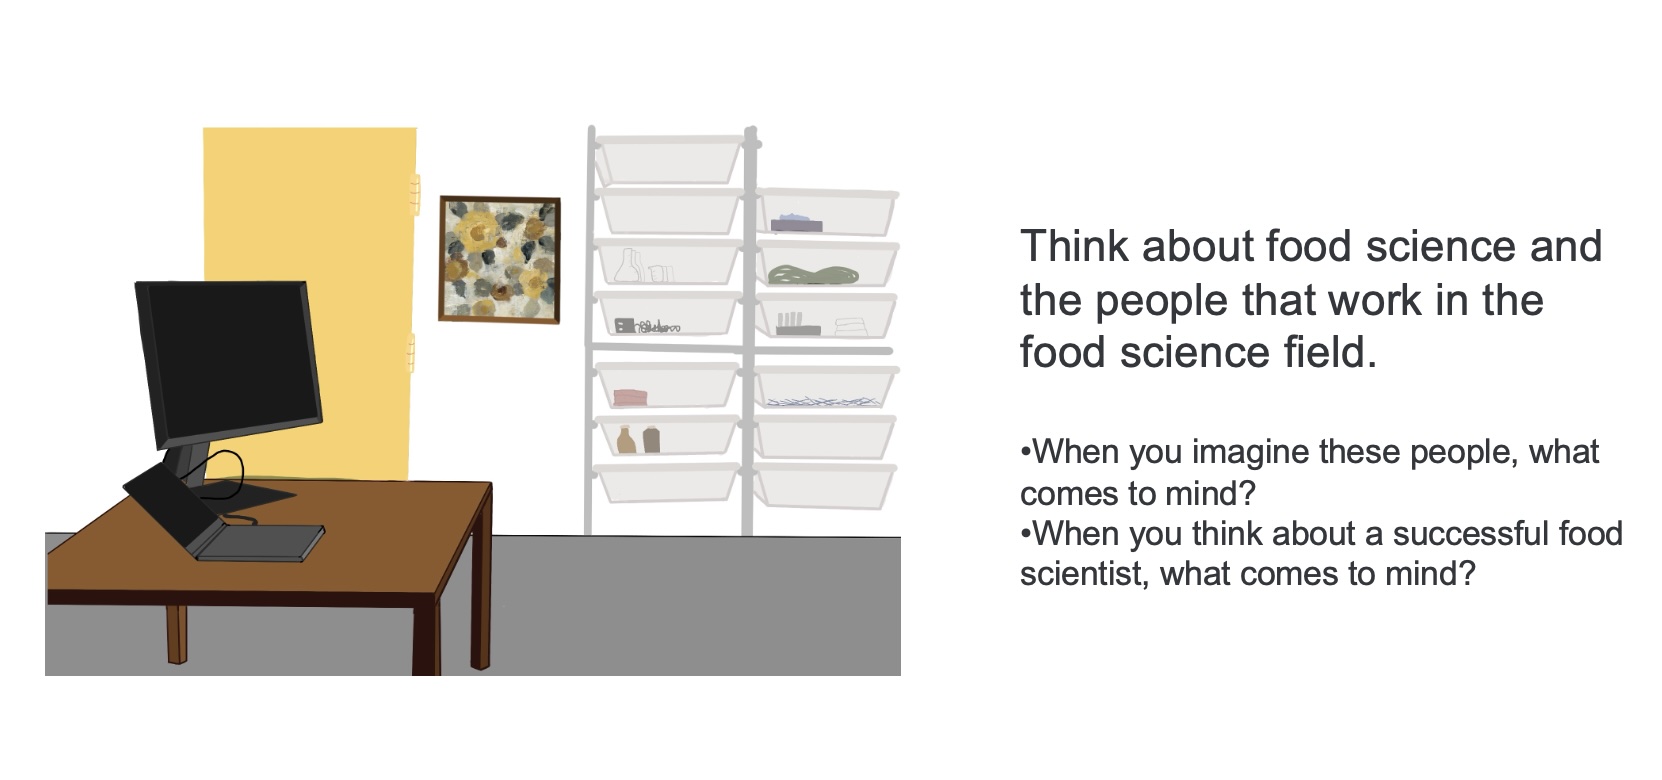 Think about food science and
the people that work in the
food science field.
•When you imagine these people, what
comes to mind?
•When you think about a successful food
scientist, what comes to mind?